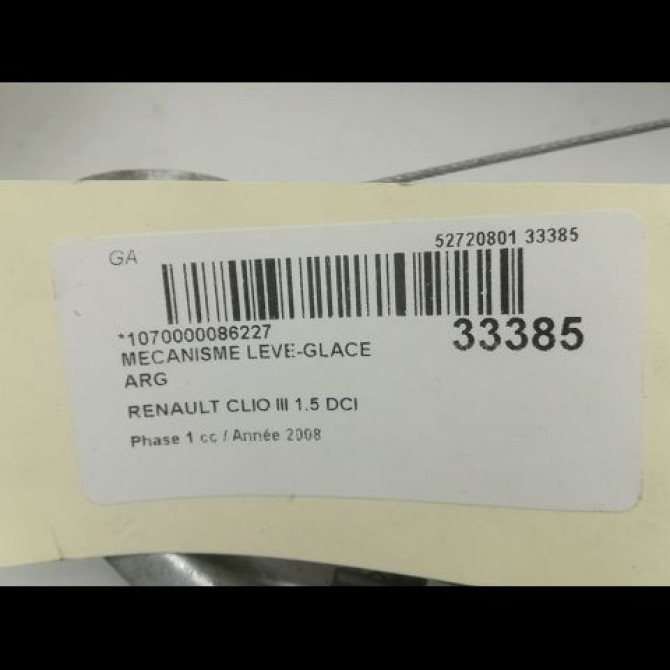 GA
52720801 33385
*1070000086227
33385
MECANISME LEVE-GLACE
ARG
RENAULT CLIO III 1.5 DCI
Phase 1 cc / Année 2008